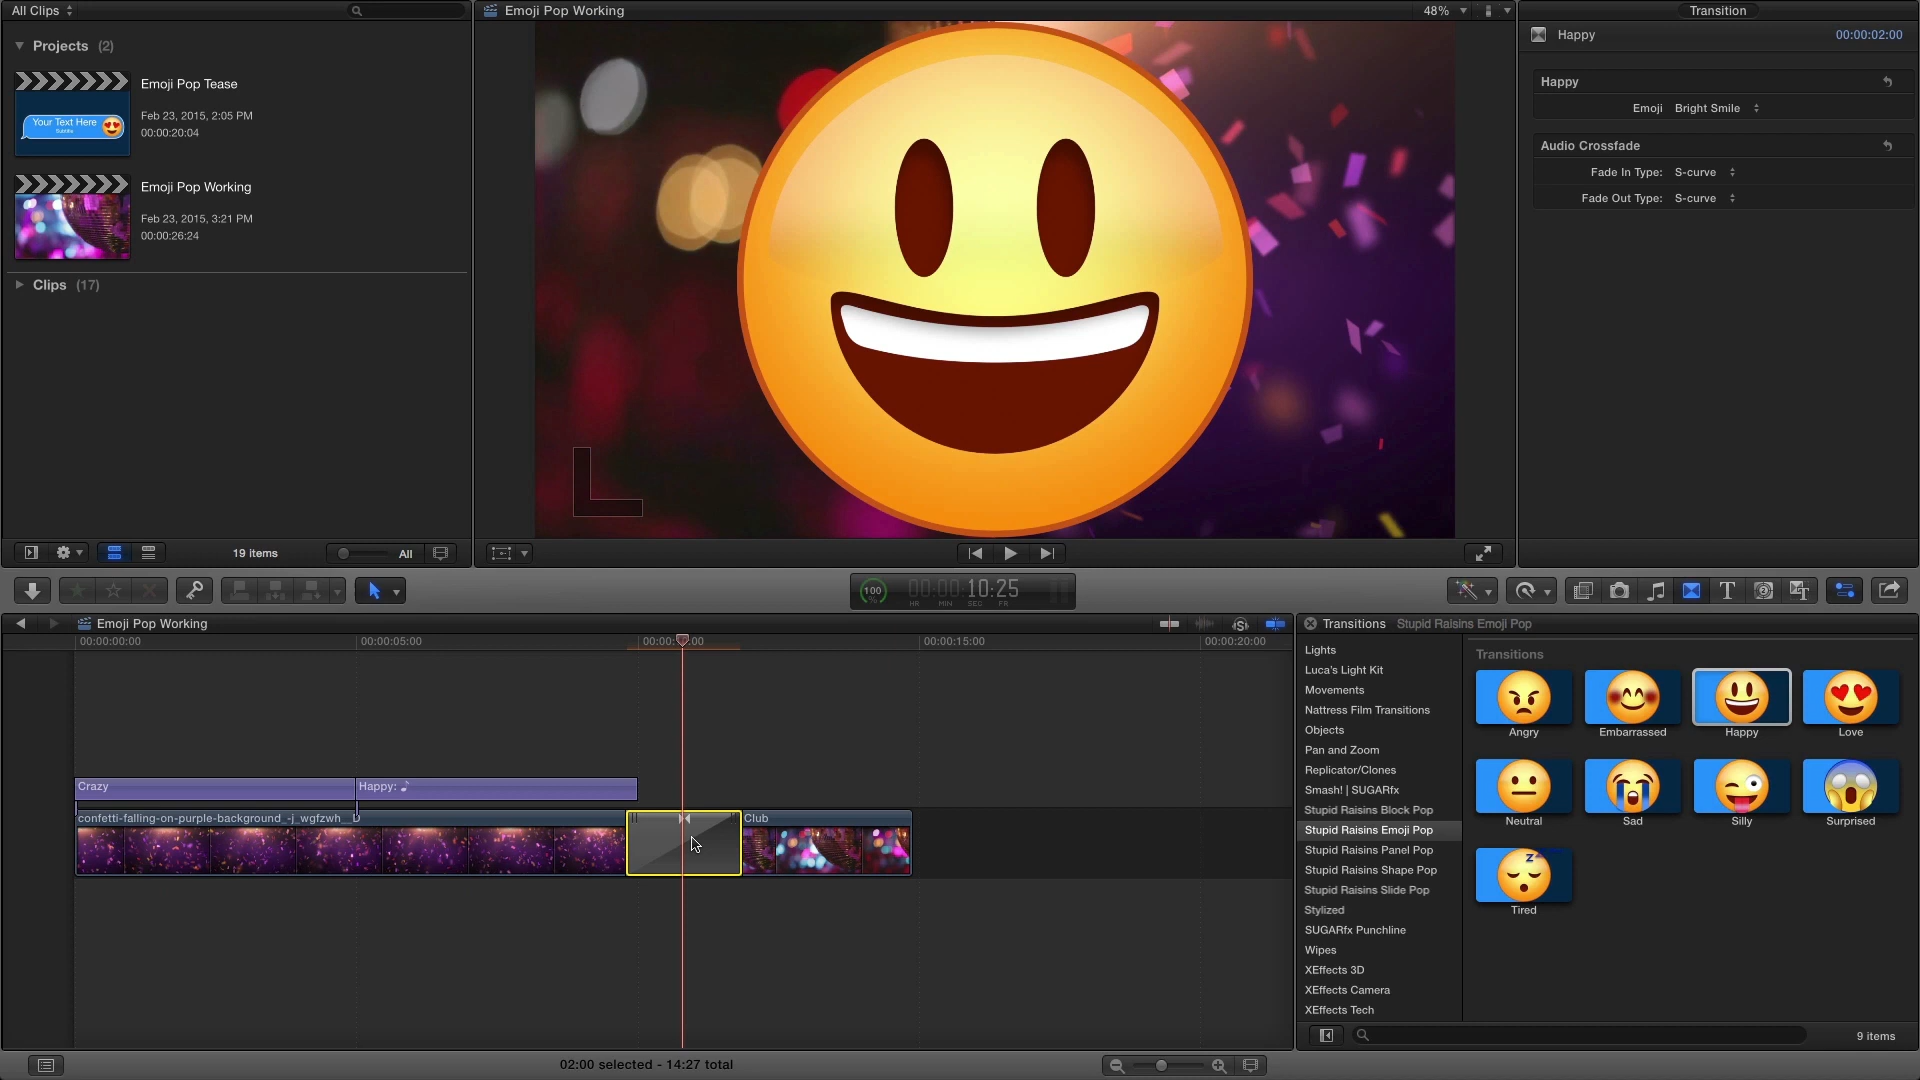 All Clips
Projects (2)
Emoji Pop Tease
Feb 23, 2015, 2:05 PM
00:00:20:04
Your Text Here
Subtitle
Emoji Pop Working
Feb 23, 2015, 3:21 PM
00:00:26:24
Clips (17)
19 items
All
Emoji Pop Working
48%
Transition
Happy
00:00:02:00
Happy
Emoji Bright Smile
Audio Crossfade
Fade In Type: S-curve
Fade Out Type: S-curve
100
%
00:00:10:25
HR MIN SEC FR
Emoji Pop Working
00:00:00:00
00:00:05:00
00:00:15:00
00:00:20:00
Crazy
Happy: ♪
confetti-falling-on-purple-background_-j_wgfzwh__D
Club
02:00 selected - 14:27 total
Transitions
Stupid Raisins Emoji Pop
Lights
Luca's Light Kit
Movements
Nattress Film Transitions
Objects
Pan and Zoom
Replicator/Clones
Smash! | SUGARfx
Stupid Raisins Block Pop
Stupid Raisins Emoji Pop
Stupid Raisins Panel Pop
Stupid Raisins Shape Pop
Stupid Raisins Slide Pop
Stylized
SUGARfx Punchline
Wipes
XEffects 3D
XEffects Camera
XEffects Tech
Transitions
Angry
Embarrassed
Happy
Love
Neutral
Sad
Silly
Surprised
Tired
9 items